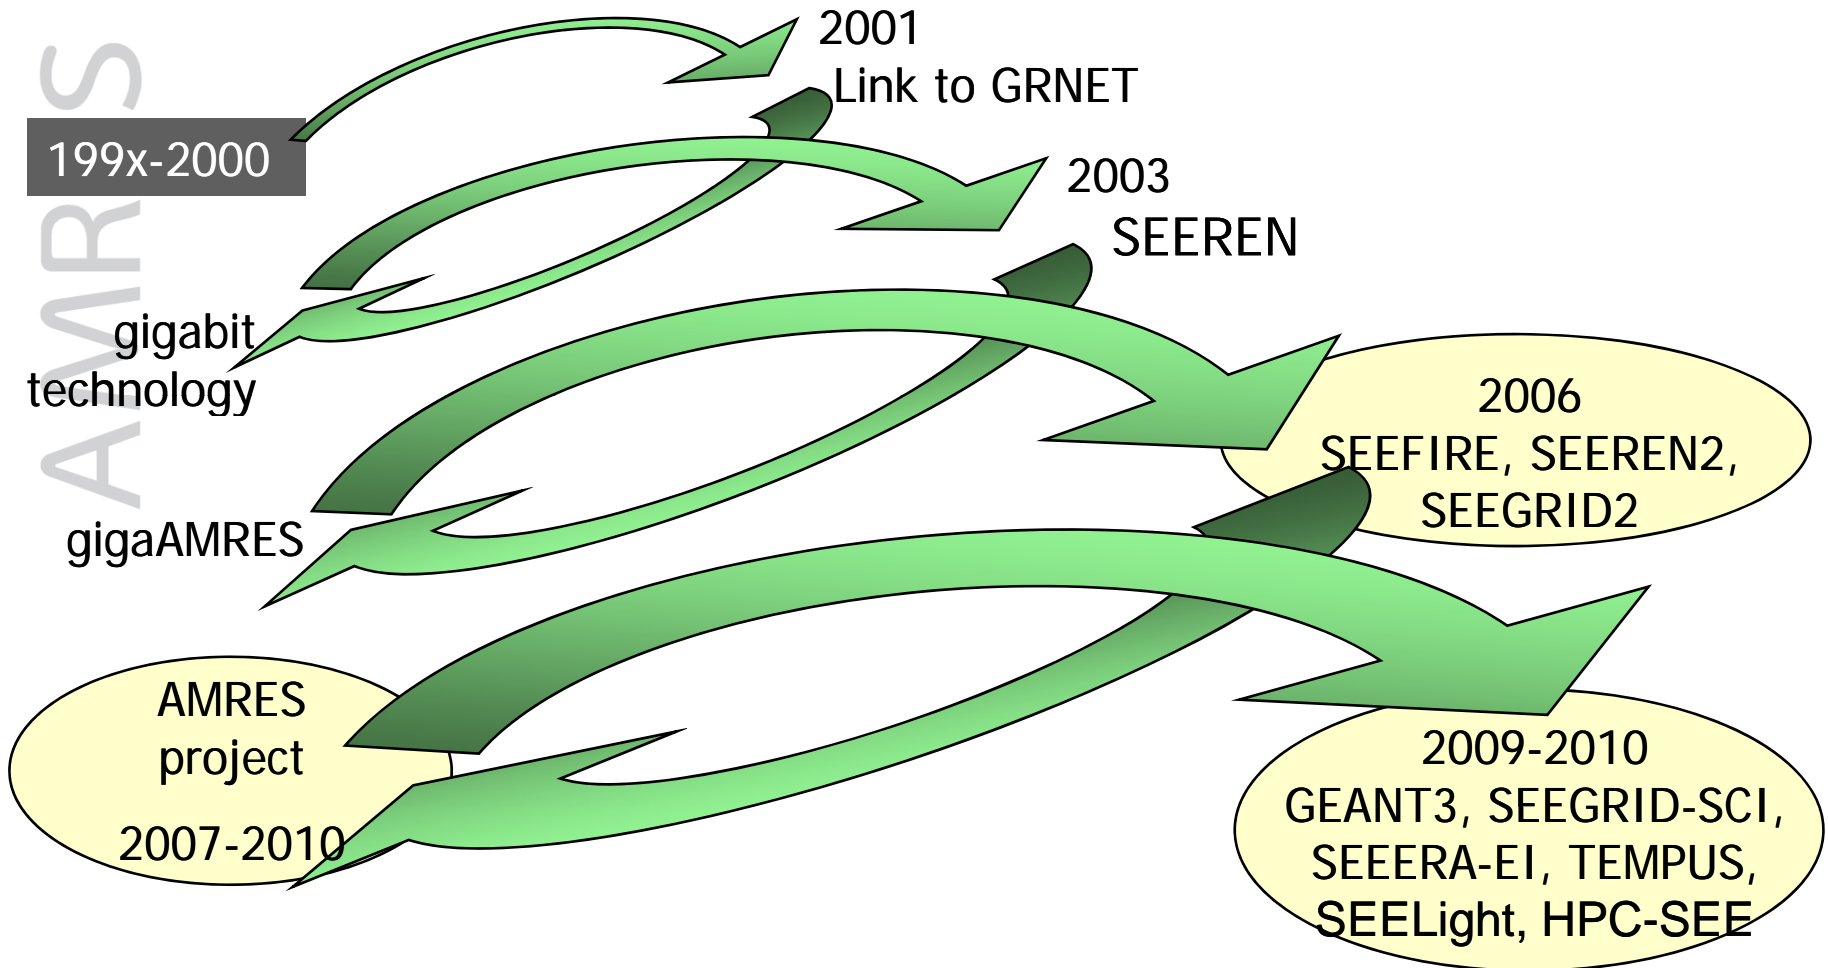 AMRES
199x-2000
2001
Link to GRNET
2003
SEEREN
gigabit
technology
2006
SEEFIRE, SEEREN2,
SEEGRID2
gigaAMRES
AMRES
project
2007-2010
2009-2010
GEANT3, SEEGRID-SCI,
SEEERA-EI, TEMPUS,
SEELight, HPC-SEE